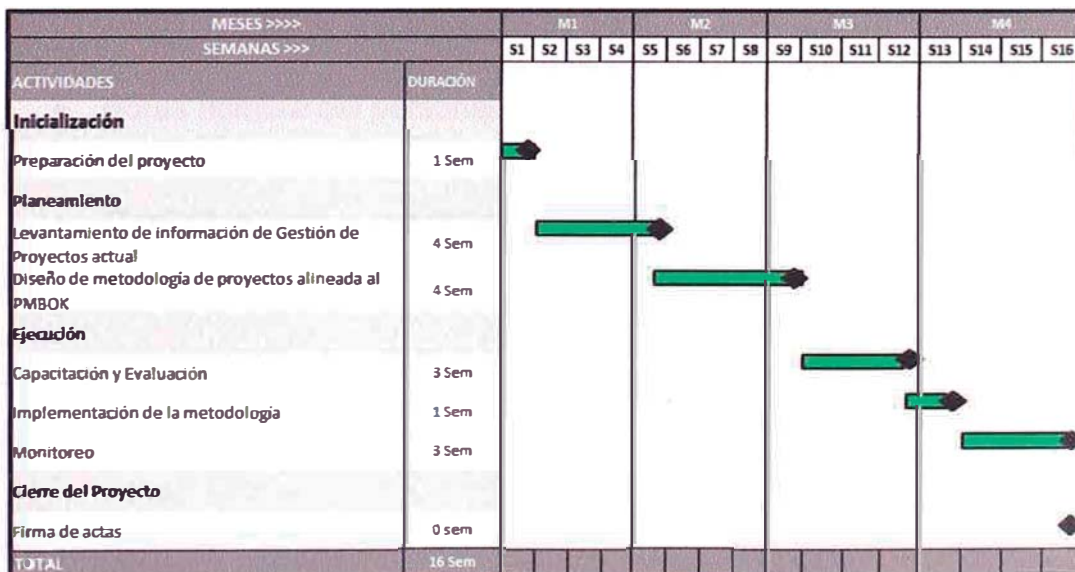 MESES >>>> M1 M2 M3 M4
SEMANAS >>> S1 S2 S3 S4 S5 S6 S7 S8 S9 S10 S11 S12 S13 S14 S15 S16
ACTIVIDADES DURACIÓN
Inicialización
Preparación del proyecto 1 Sem
Planeamiento
Levantamiento de información de Gestión de
Proyectos actual 4 Sem
Diseño de metodología de proyectos alineada al
PMBOK 4 Sem
Ejecución
Capacitación y Evaluación 3 Sem
Implementación de la metodología 1 Sem
Monitoreo 3 Sem
Cierre del Proyecto
Firma de actas 0 sem
TOTAL 16 Sem